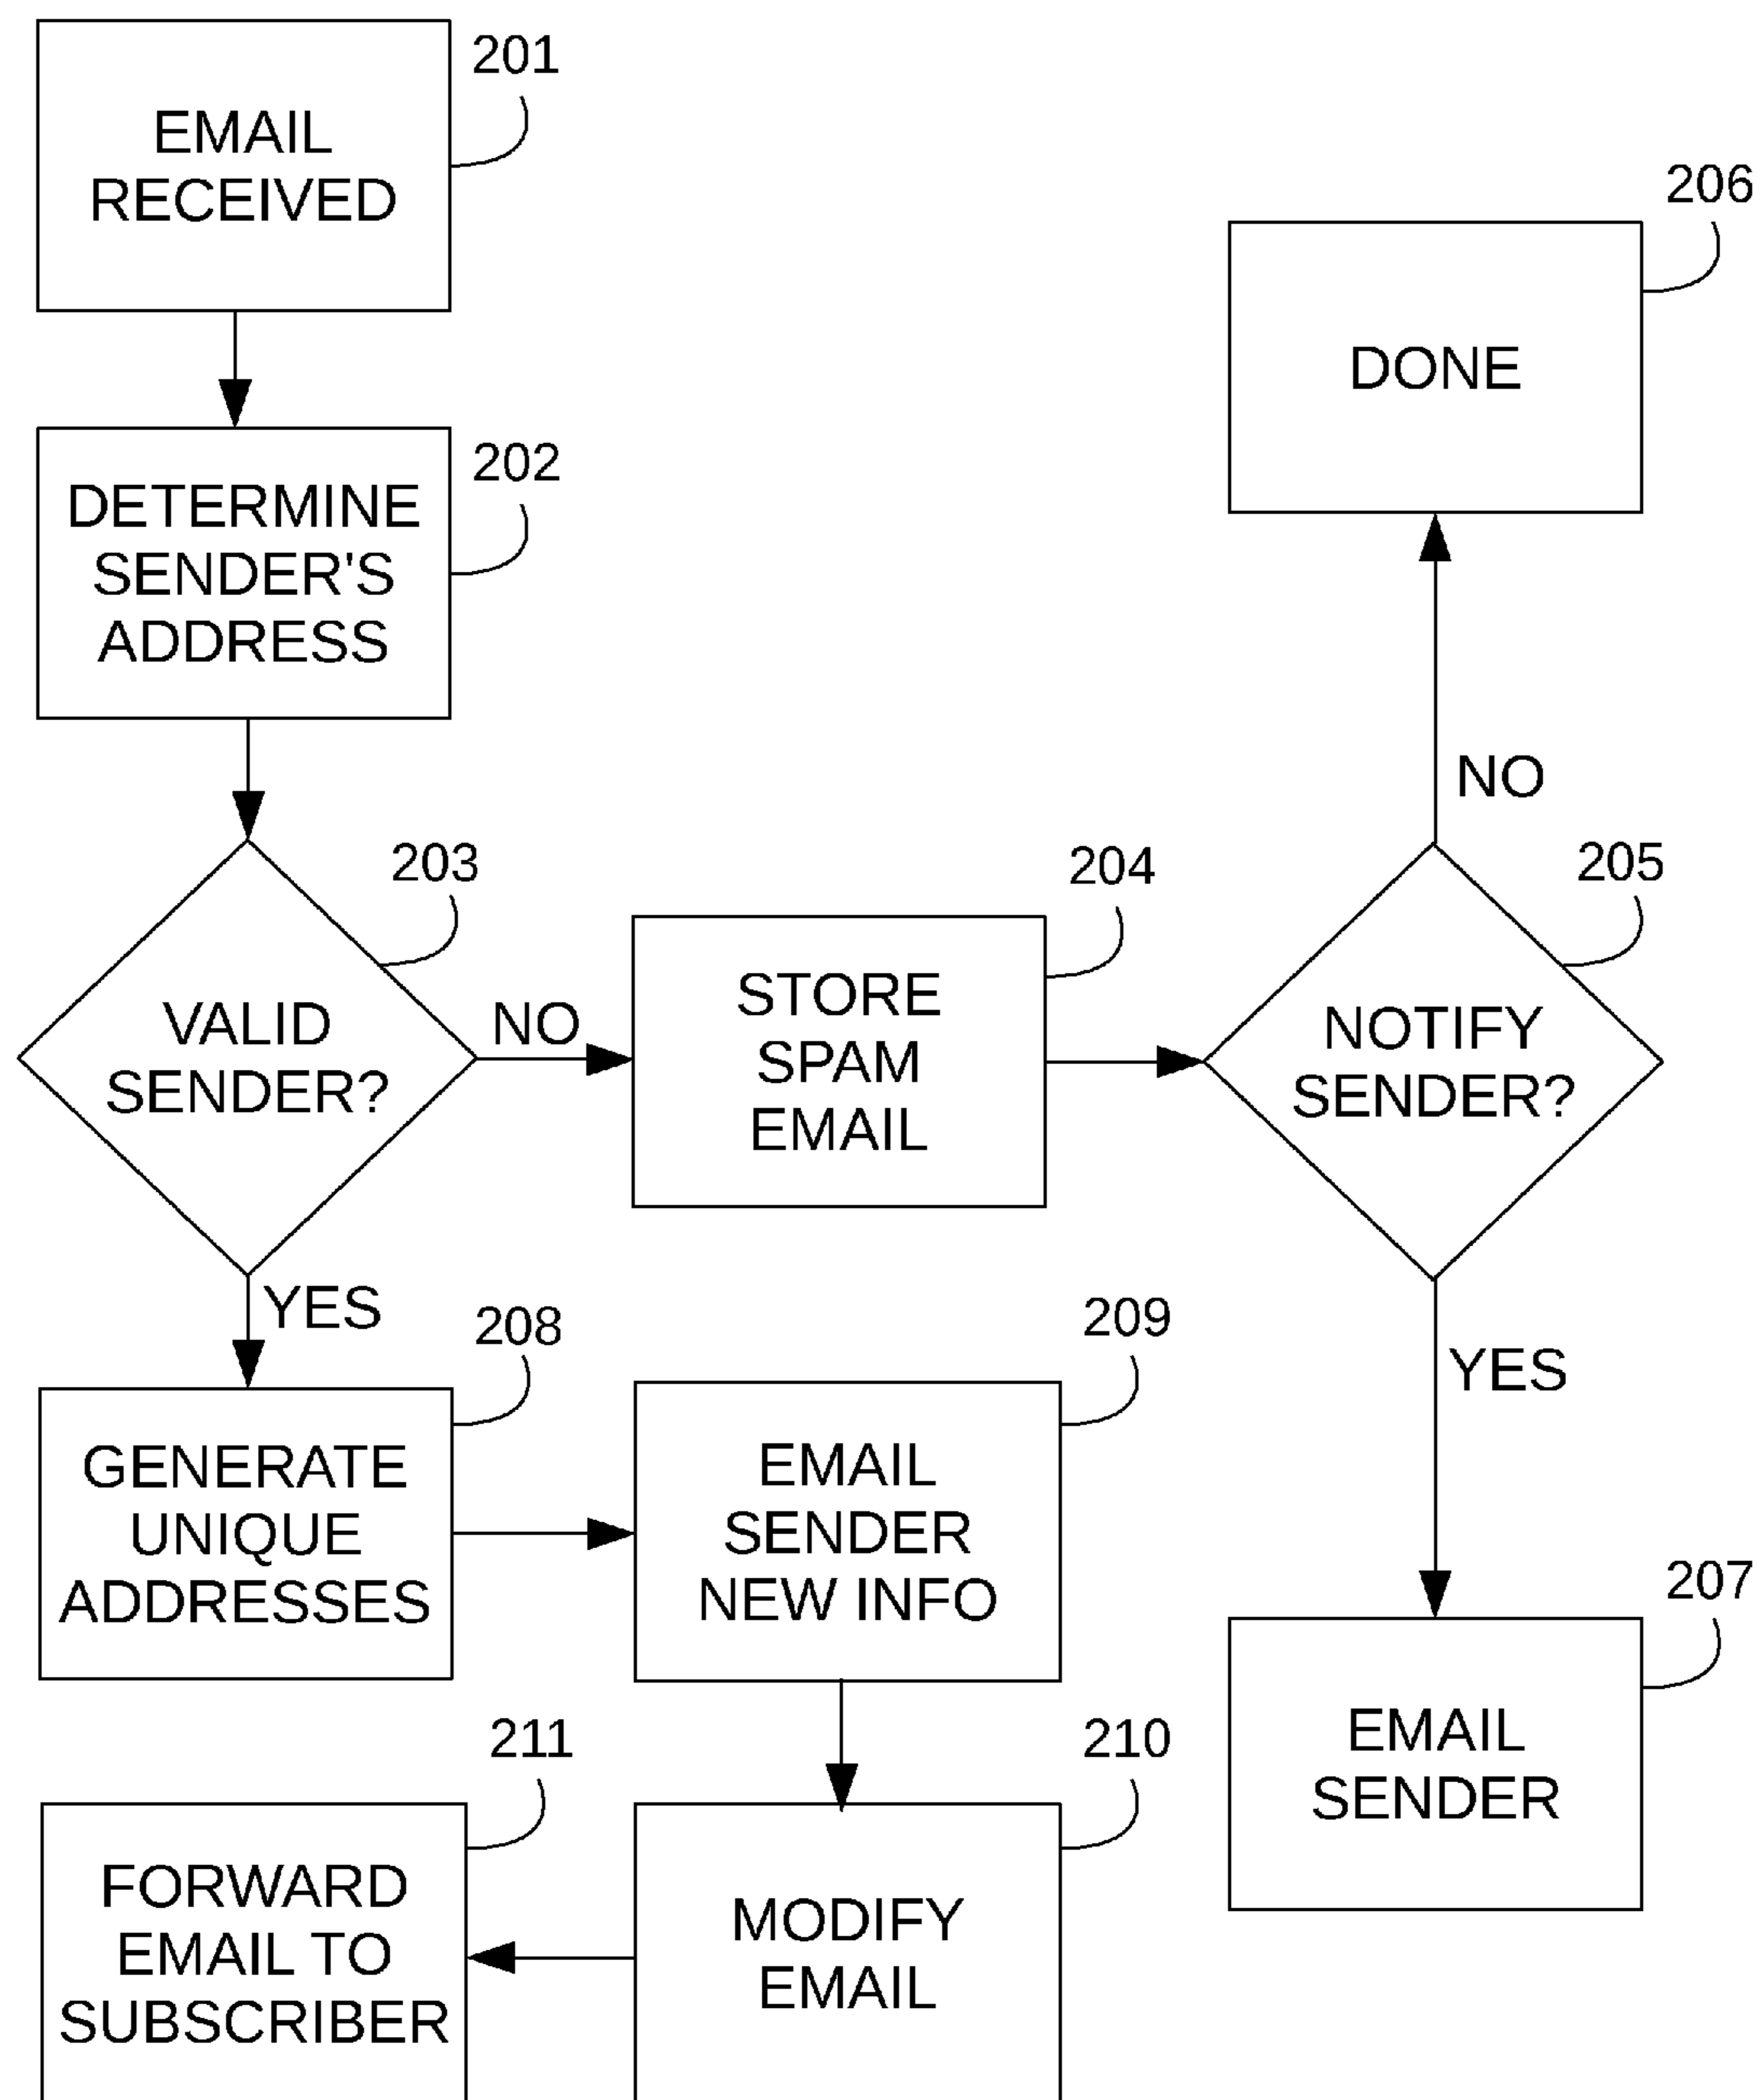 201
EMAIL
RECEIVED
206
DONE
202
DETERMINE
SENDER'S
ADDRESS
NO
203
VALID
SENDER?
NO
204
STORE
SPAM
EMAIL
205
NOTIFY
SENDER?
YES
YES
208
GENERATE
UNIQUE
ADDRESSES
209
EMAIL
SENDER
NEW INFO
207
EMAIL
SENDER
211
FORWARD
EMAIL TO
SUBSCRIBER
210
MODIFY
EMAIL